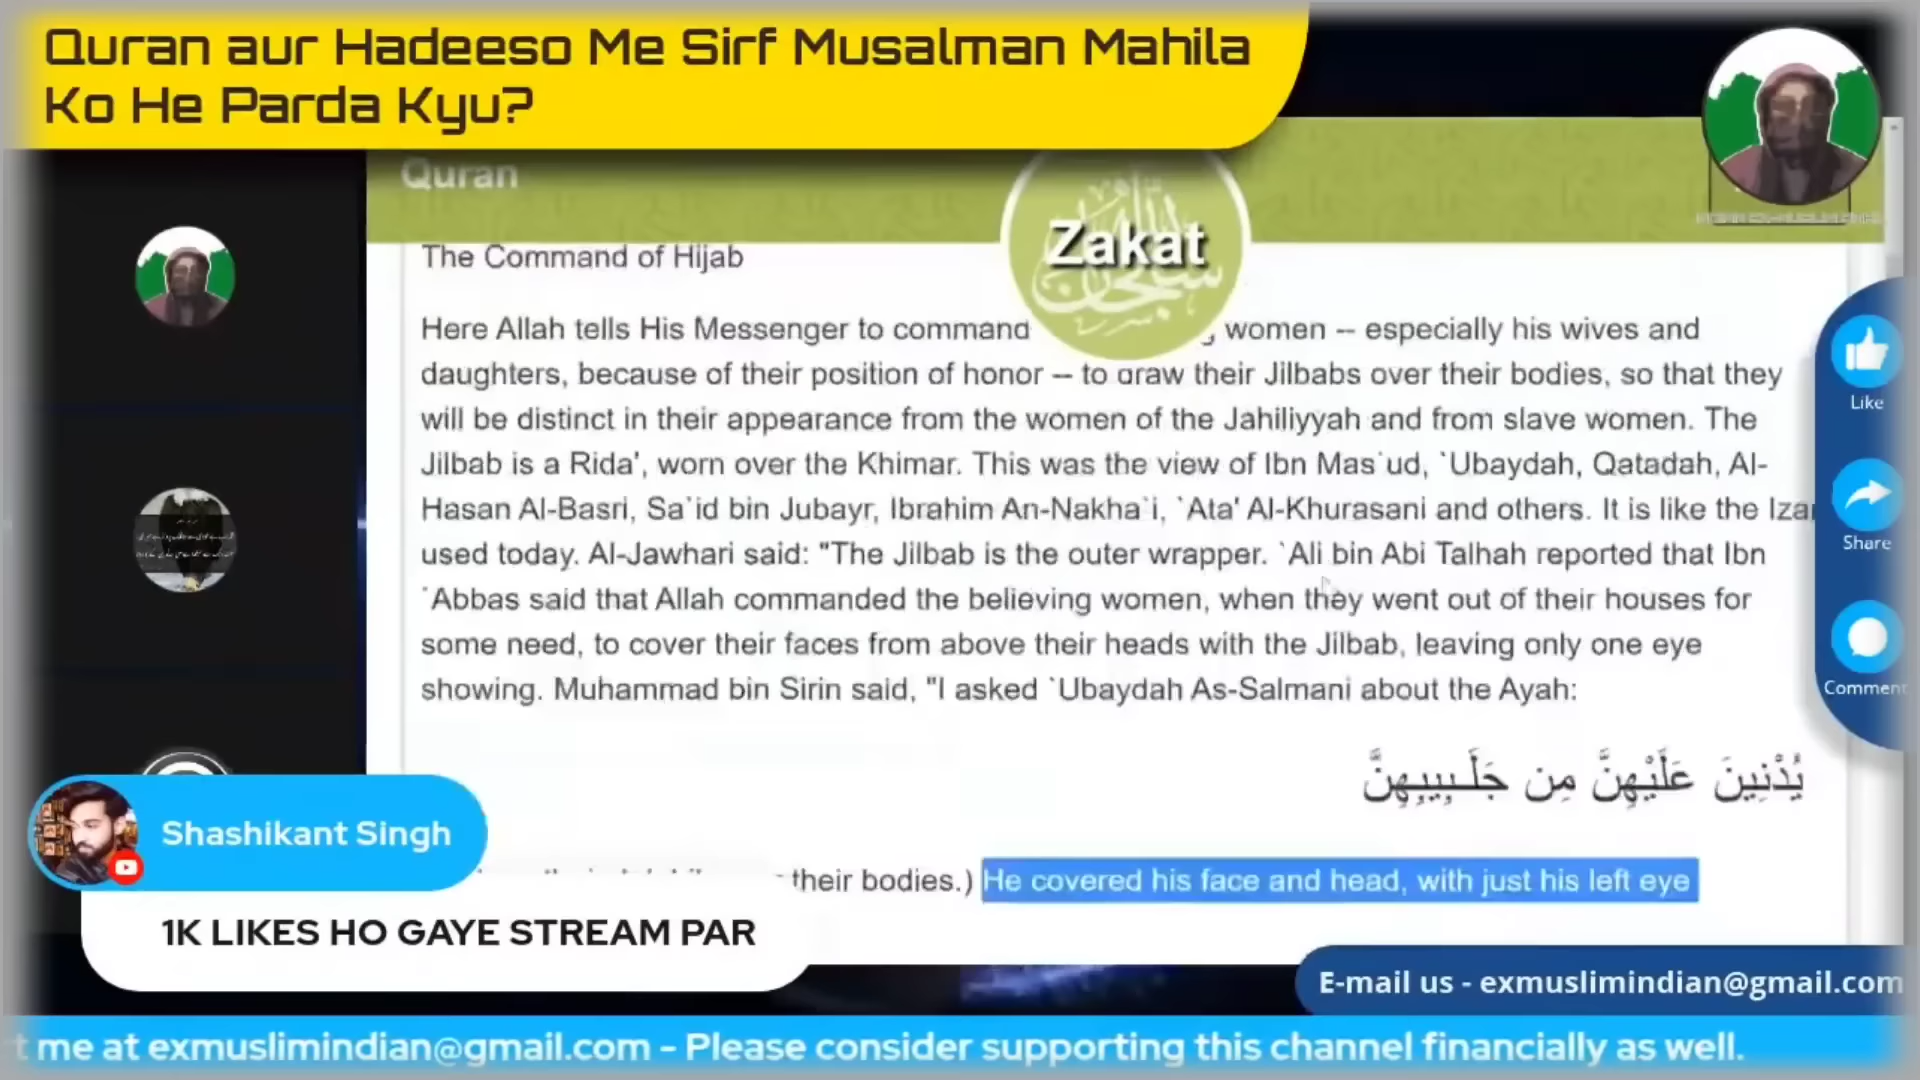 Quran aur Hadeeso Me Sirf Musalman Mahila
Ko He Parda Kyu?
Quran
Zakat
The Command of Hijab
Here Allah tells His Messenger to command women -- especially his wives and
daughters, because of their position of honor -- to draw their Jilbabs over their bodies, so that they
will be distinct in their appearance from the women of the Jahiliyyah and from slave women. The
Jilbab is a Rida', worn over the Khimar. This was the view of Ibn Mas`ud, `Ubaydah, Qatadah, Al-
Hasan Al-Basri, Sa`id bin Jubayr, Ibrahim An-Nakha`i, `Ata' Al-Khurasani and others. It is like the Izar
used today. Al-Jawhari said: "The Jilbab is the outer wrapper. `Ali bin Abi Talhah reported that Ibn
`Abbas said that Allah commanded the believing women, when they went out of their houses for
some need, to cover their faces from above their heads with the Jilbab, leaving only one eye
showing. Muhammad bin Sirin said, "I asked `Ubaydah As-Salmani about the Ayah:
يُدْنِينَ عَلَيْهِنَّ مِن جَلَـبِيبِهِنَّ
their bodies.) He covered his face and head, with just his left eye
Like
Share
Comment
Shashikant Singh
1K LIKES HO GAYE STREAM PAR
E-mail us - exmuslimindian@gmail.com
t me at exmuslimindian@gmail.com - Please consider supporting this channel financially as well.